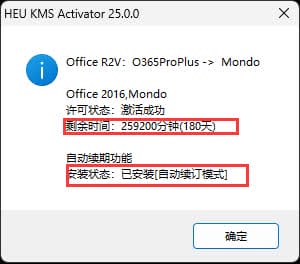 HEU KMS Activator 25.0.0
Office R2V：O365ProPlus -> Mondo
Office 2016,Mondo
许可状态：激活成功
剩余时间：259200分钟(180天)
自动续期功能
安装状态：已安装[自动续订模式]
确定